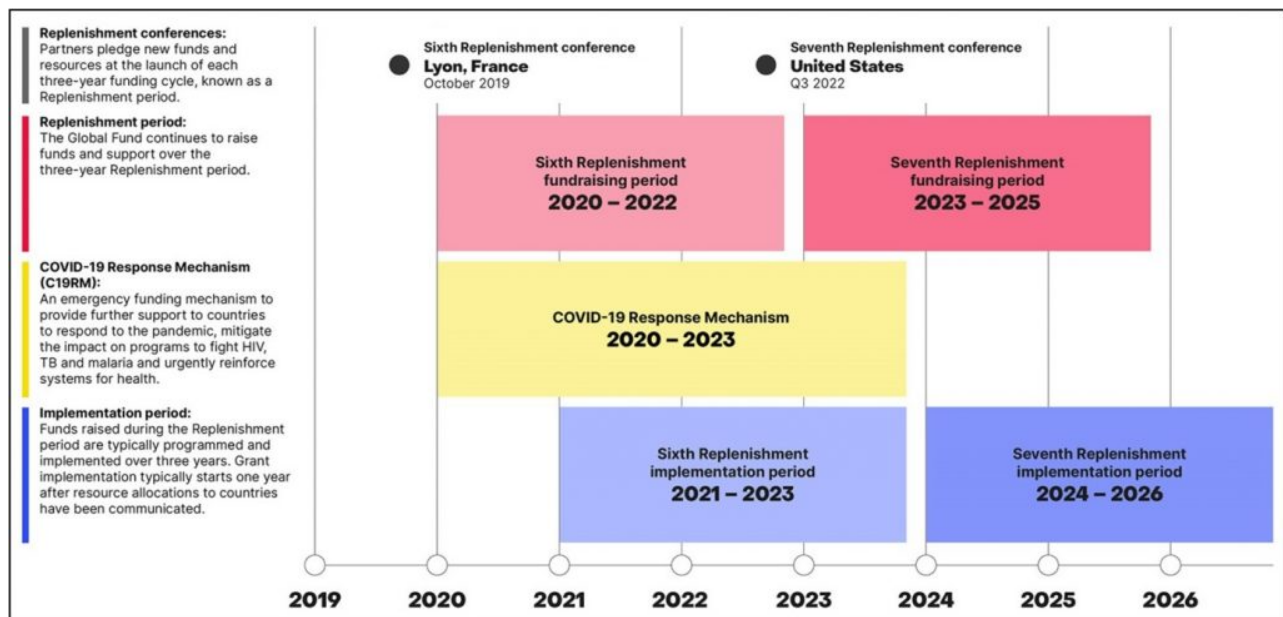 Replenishment conferences:
Partners pledge new funds and
resources at the launch of each
three-year funding cycle, known as a
Replenishment period.
Sixth Replenishment conference
Lyon, France
October 2019
Seventh Replenishment conference
United States
Q3 2022
Replenishment period:
The Global Fund continues to raise
funds and support over the
three-year Replenishment period.
Sixth Replenishment
fundraising period
2020 – 2022
Seventh Replenishment
fundraising period
2023 – 2025
COVID-19 Response Mechanism
(C19RM):
An emergency funding mechanism to
provide further support to countries
to respond to the pandemic, mitigate
the impact on programs to fight HIV,
TB and malaria and urgently reinforce
systems for health.
COVID-19 Response Mechanism
2020 – 2023
Implementation period:
Funds raised during the Replenishment
period are typically programmed and
implemented over three years. Grant
implementation typically starts one year
after resource allocations to countries
have been communicated.
Sixth Replenishment
implementation period
2021 – 2023
Seventh Replenishment
implementation period
2024 – 2026
2019 2020 2021 2022 2023 2024 2025 2026